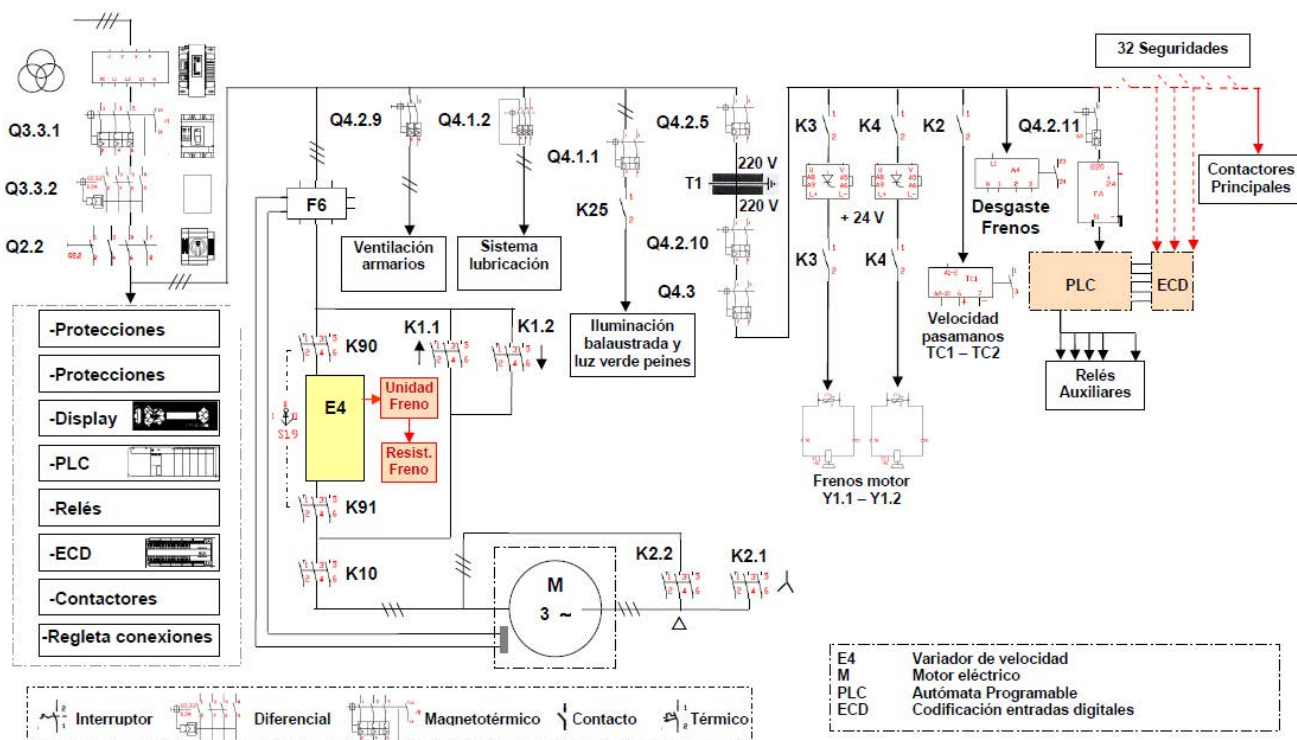 Q3.3.1
Q3.3.2
Q2.2
-Protecciones
-Protecciones
-Display
-PLC
-Relés
-ECD
-Contactores
-Regleta conexiones
F6
Q4.2.9
Ventilación
armarios
Q4.1.2
Sistema
lubricación
Q4.1.1
K25
Iluminación
balaustrada y
luz verde peines
Q4.2.5
220 V
T1
220 V
Q4.2.10
Q4.3
K3
K4
K2
+ 24 V
K3
K4
Frenos motor
Y1.1 – Y1.2
Desgaste
Frenos
Velocidad
pasamanos
TC1 – TC2
Q4.2.11
32 Seguridades
Contactores
Principales
PLC
ECD
Relés
Auxiliares
K90
K1.1
K1.2
E4
Unidad
Freno
Resist.
Freno
S19
K91
K10
M
3 ~
K2.2
K2.1
Interruptor
Diferencial
Magnetotérmico
Contacto
Térmico
E4 Variador de velocidad
M Motor eléctrico
PLC Autómata Programable
ECD Codificación entradas digitales